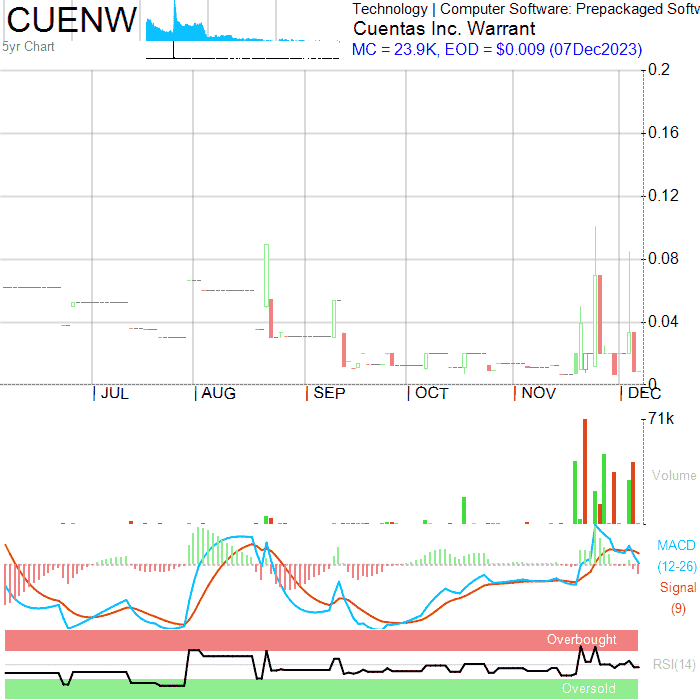 CUENW
5yr Chart
Technology | Computer Software: Prepackaged Softw
Cuentas Inc. Warrant
MC = 23.9K, EOD = $0.009 (07Dec2023)
0.2
0.16
0.12
0.08
0.04
0
JUL AUG SEP OCT NOV DEC
71k
Volume
MACD
(12-26)
Signal
(9)
Overbought
RSI(14)
Oversold